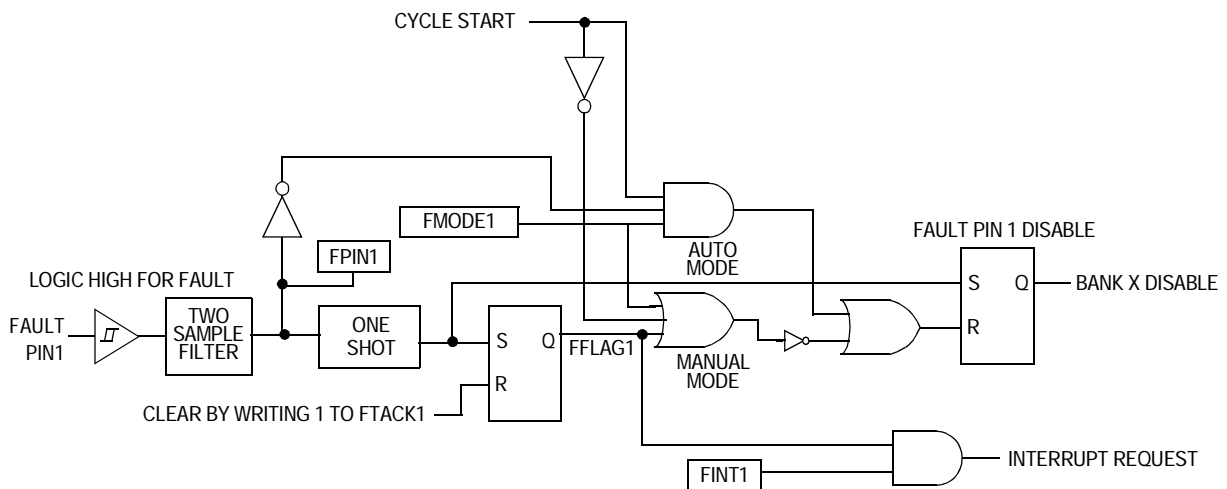 CYCLE START
FMODE1
AUTO
MODE
FAULT PIN 1 DISABLE
S
Q
R
BANK X DISABLE
FPIN1
LOGIC HIGH FOR FAULT
FAULT
PIN1
TWO
SAMPLE
FILTER
ONE
SHOT
S
Q
R
FFLAG1
MANUAL
MODE
CLEAR BY WRITING 1 TO FTACK1
FINT1
INTERRUPT REQUEST